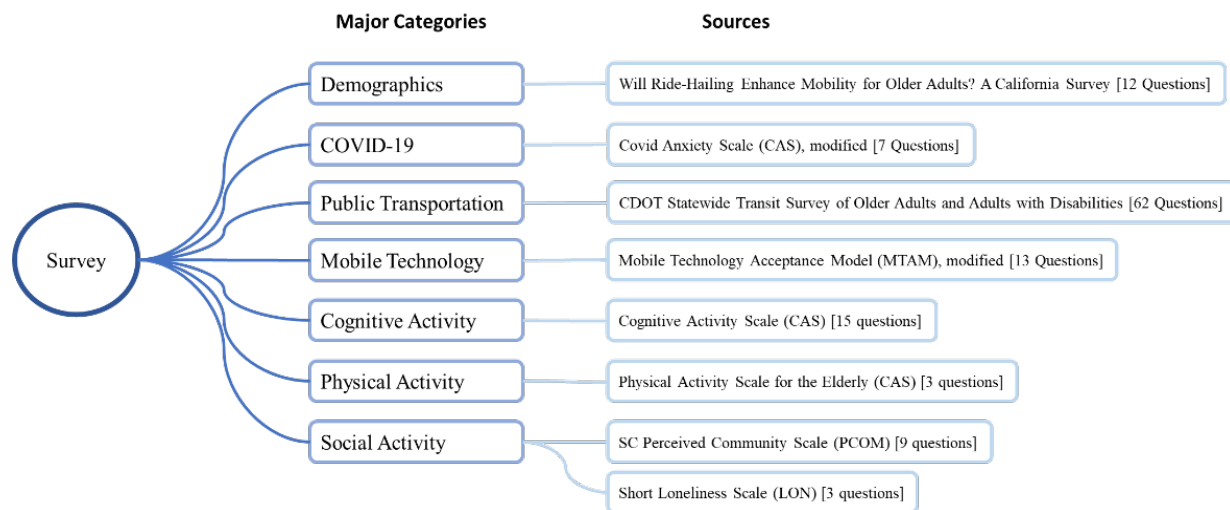 Major Categories
Sources
Survey
Demographics
Will Ride-Hailing Enhance Mobility for Older Adults? A California Survey [12 Questions]
COVID-19
Covid Anxiety Scale (CAS), modified [7 Questions]
Public Transportation
CDOT Statewide Transit Survey of Older Adults and Adults with Disabilities [62 Questions]
Mobile Technology
Mobile Technology Acceptance Model (MTAM), modified [13 Questions]
Cognitive Activity
Cognitive Activity Scale (CAS) [15 questions]
Physical Activity
Physical Activity Scale for the Elderly (CAS) [3 questions]
Social Activity
SC Perceived Community Scale (PCOM) [9 questions]
Short Loneliness Scale (LON) [3 questions]